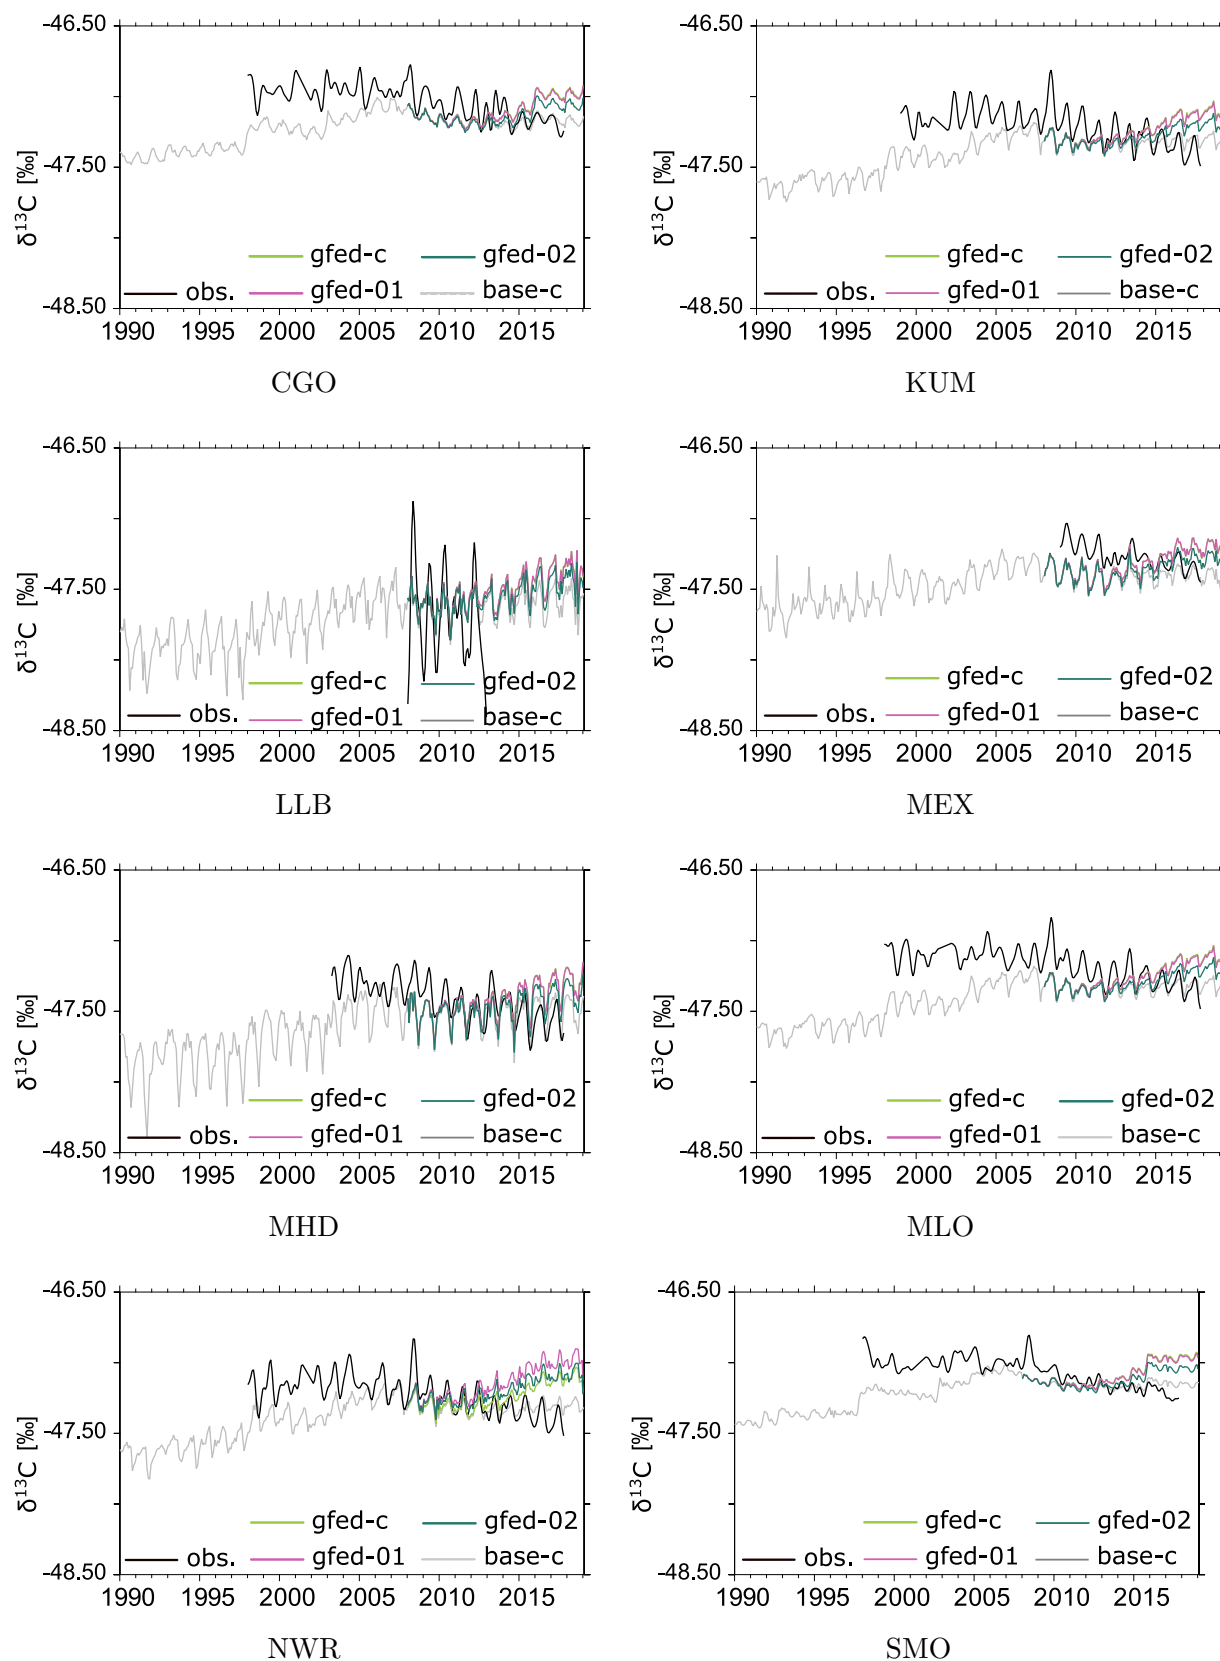 -46.50
-47.50
-48.50
δ¹³C [‰]
gfed-c gfed-02
obs. gfed-01 base-c
1990 1995 2000 2005 2010 2015
CGO
-46.50
-47.50
-48.50
δ¹³C [‰]
gfed-c gfed-02
obs. gfed-01 base-c
1990 1995 2000 2005 2010 2015
KUM
-46.50
-47.50
-48.50
δ¹³C [‰]
gfed-c gfed-02
obs. gfed-01 base-c
1990 1995 2000 2005 2010 2015
LLB
-46.50
-47.50
-48.50
δ¹³C [‰]
gfed-c gfed-02
obs. gfed-01 base-c
1990 1995 2000 2005 2010 2015
MEX
-46.50
-47.50
-48.50
δ¹³C [‰]
gfed-c gfed-02
obs. gfed-01 base-c
1990 1995 2000 2005 2010 2015
MHD
-46.50
-47.50
-48.50
δ¹³C [‰]
gfed-c gfed-02
obs. gfed-01 base-c
1990 1995 2000 2005 2010 2015
MLO
-46.50
-47.50
-48.50
δ¹³C [‰]
gfed-c gfed-02
obs. gfed-01 base-c
1990 1995 2000 2005 2010 2015
NWR
-46.50
-47.50
-48.50
δ¹³C [‰]
gfed-c gfed-02
obs. gfed-01 base-c
1990 1995 2000 2005 2010 2015
SMO